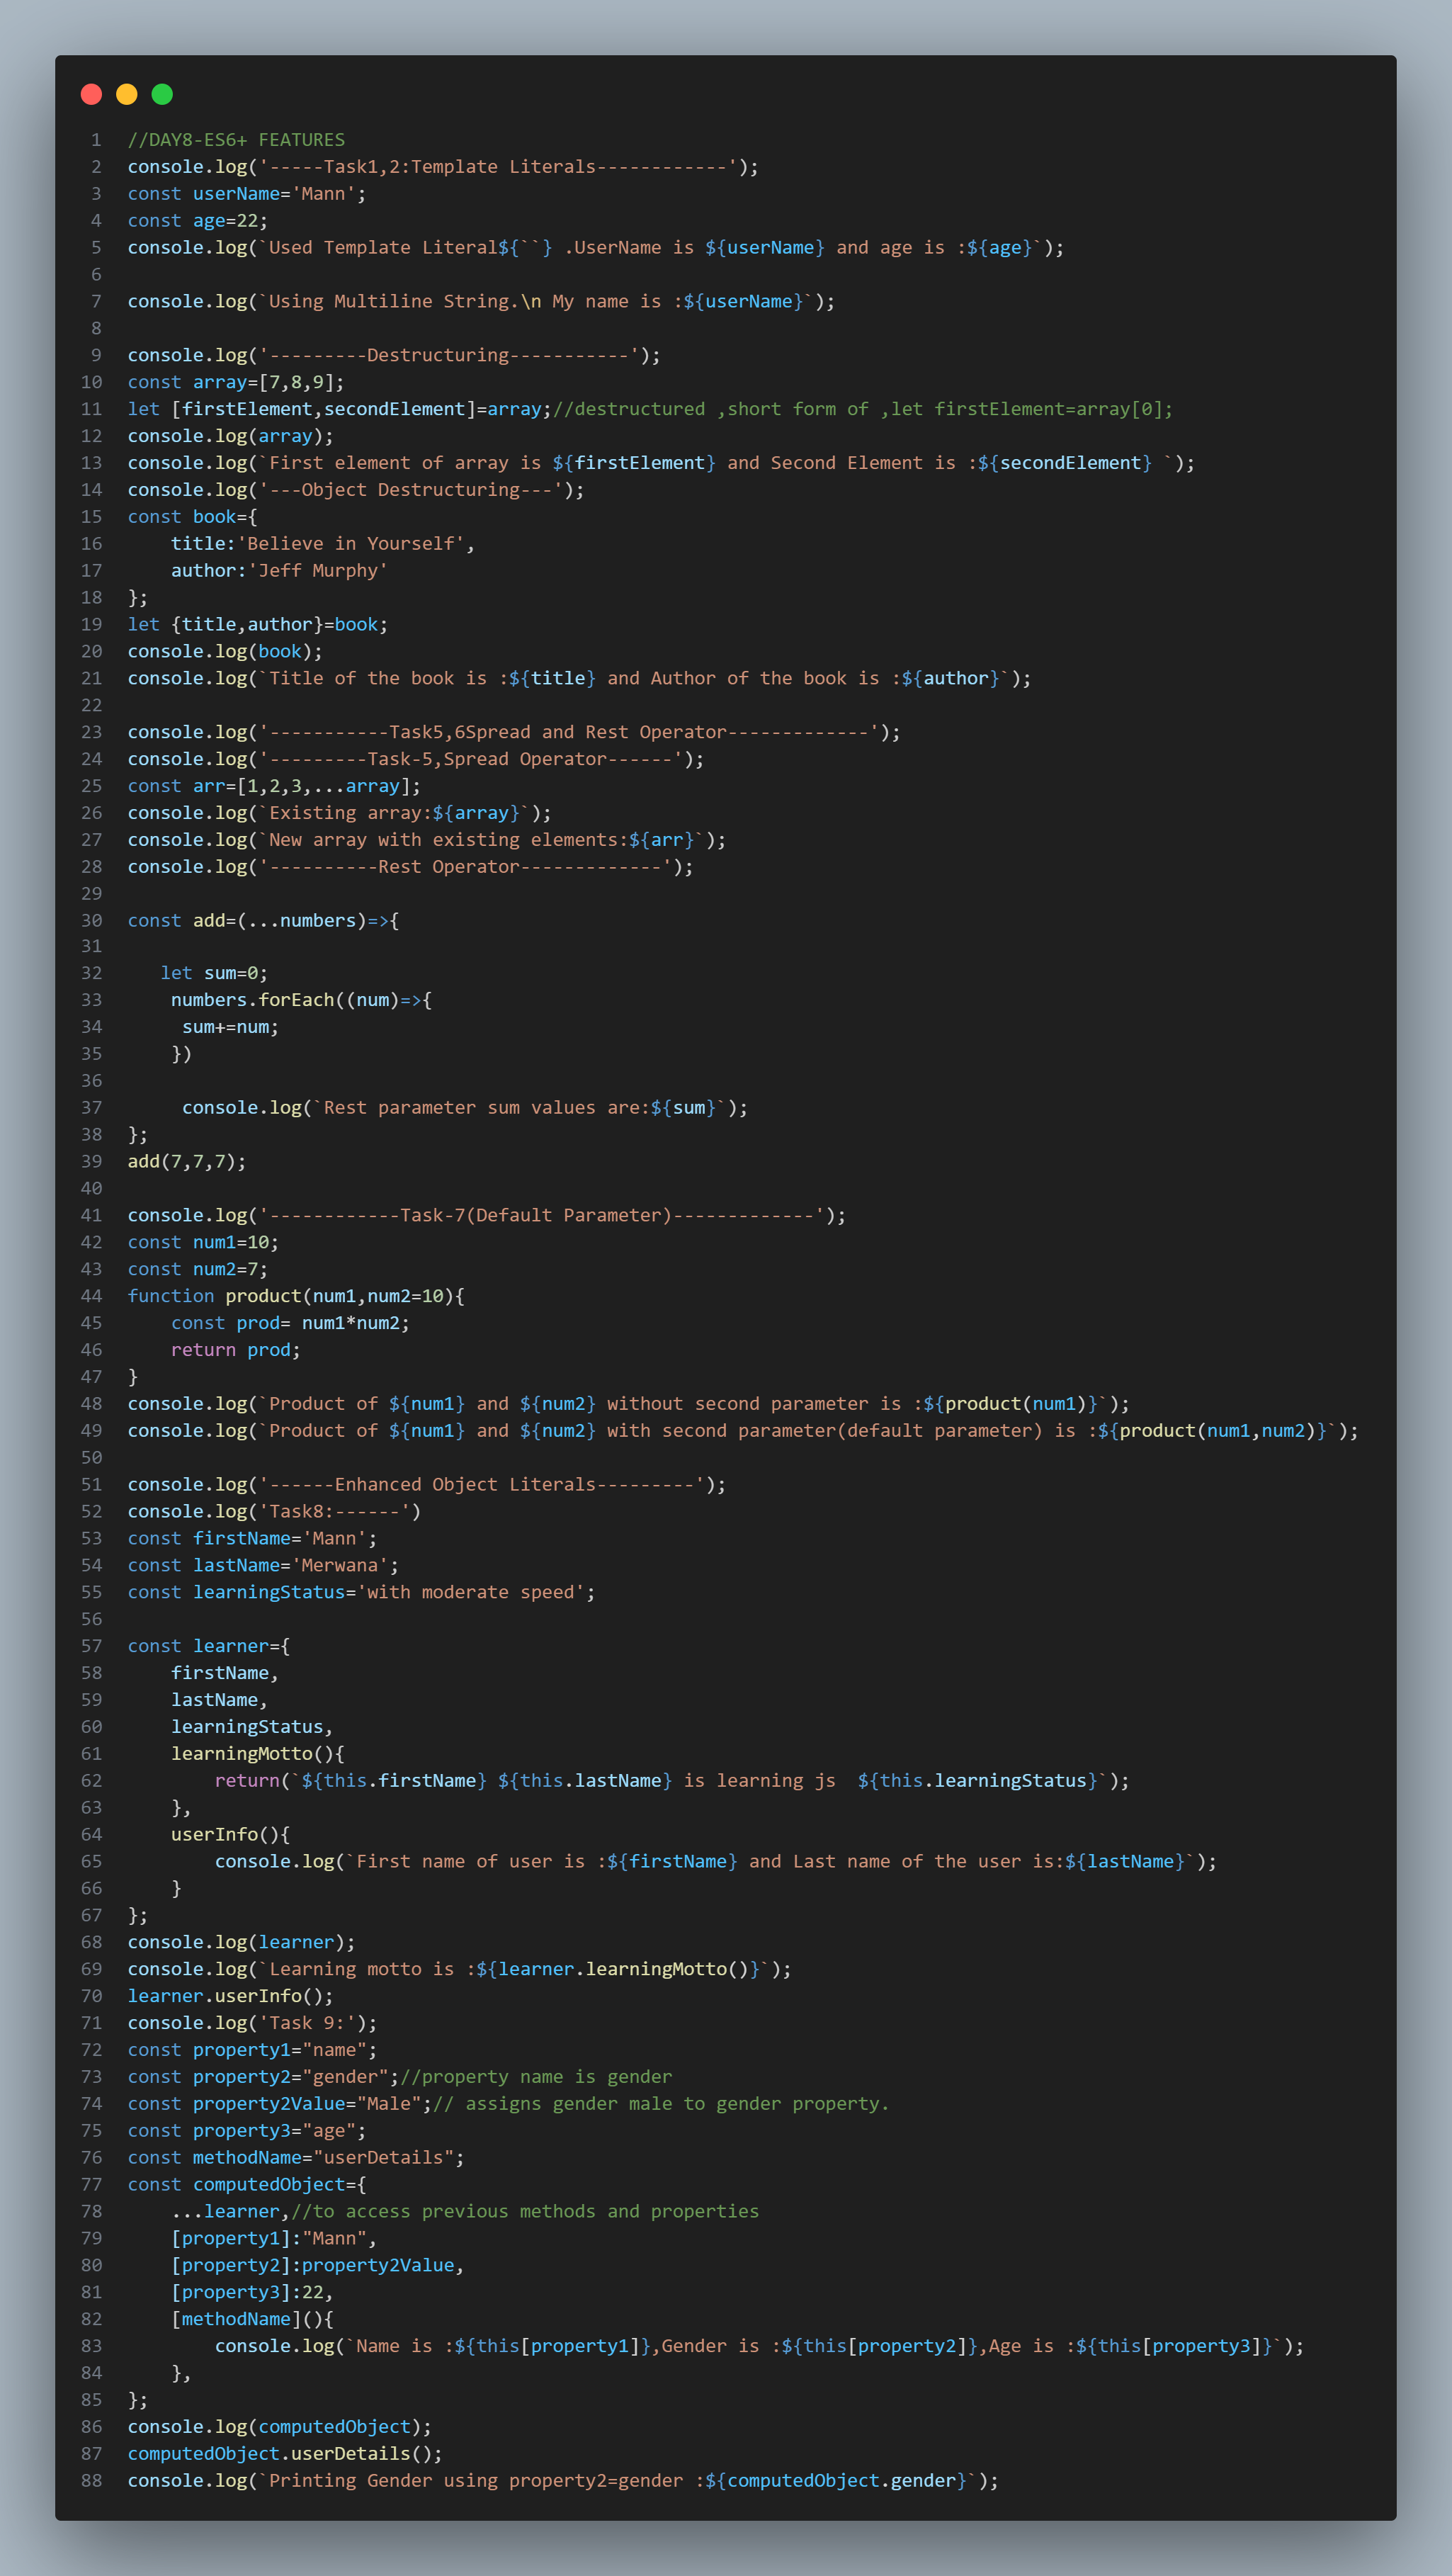 1 //DAY8-ES6+ FEATURES
2 console.log('-----Task1,2:Template Literals------------');
3 const userName='Mann';
4 const age=22;
5 console.log(`Used Template Literal${``} .UserName is ${userName} and age is :${age}`);
6
7 console.log(`Using Multiline String.\n My name is :${userName}`);
8
9 console.log('---------Destructuring-----------');
10 const array=[7,8,9];
11 let [firstElement,secondElement]=array;//destructured ,short form of ,let firstElement=array[0];
12 console.log(array);
13 console.log(`First element of array is ${firstElement} and Second Element is :${secondElement} `);
14 console.log('---Object Destructuring---');
15 const book={
16     title:'Believe in Yourself',
17     author:'Jeff Murphy'
18 };
19 let {title,author}=book;
20 console.log(book);
21 console.log(`Title of the book is :${title} and Author of the book is :${author}`);
22
23 console.log('-----------Task5,6Spread and Rest Operator-------------');
24 console.log('---------Task-5,Spread Operator------');
25 const arr=[1,2,3,...array];
26 console.log(`Existing array:${array}`);
27 console.log(`New array with existing elements:${arr}`);
28 console.log('----------Rest Operator-------------');
29
30 const add=(...numbers)=>{
31
32    let sum=0;
33     numbers.forEach((num)=>{
34      sum+=num;
35     })
36
37      console.log(`Rest parameter sum values are:${sum}`);
38 };
39 add(7,7,7);
40
41 console.log('------------Task-7(Default Parameter)-------------');
42 const num1=10;
43 const num2=7;
44 function product(num1,num2=10){
45     const prod= num1*num2;
46     return prod;
47 }
48 console.log(`Product of ${num1} and ${num2} without second parameter is :${product(num1)}`);
49 console.log(`Product of ${num1} and ${num2} with second parameter(default parameter) is :${product(num1,num2)}`);
50
51 console.log('------Enhanced Object Literals---------');
52 console.log('Task8:------')
53 const firstName='Mann';
54 const lastName='Merwana';
55 const learningStatus='with moderate speed';
56
57 const learner={
58     firstName,
59     lastName,
60     learningStatus,
61     learningMotto(){
62         return(`${this.firstName} ${this.lastName} is learning js  ${this.learningStatus}`);
63     },
64     userInfo(){
65         console.log(`First name of user is :${firstName} and Last name of the user is:${lastName}`);
66     }
67 };
68 console.log(learner);
69 console.log(`Learning motto is :${learner.learningMotto()}`);
70 learner.userInfo();
71 console.log('Task 9:');
72 const property1="name";
73 const property2="gender";//property name is gender
74 const property2Value="Male";// assigns gender male to gender property.
75 const property3="age";
76 const methodName="userDetails";
77 const computedObject={
78     ...learner,//to access previous methods and properties
79     [property1]:"Mann",
80     [property2]:property2Value,
81     [property3]:22,
82     [methodName](){
83         console.log(`Name is :${this[property1]},Gender is :${this[property2]},Age is :${this[property3]}`);
84     },
85 };
86 console.log(computedObject);
87 computedObject.userDetails();
88 console.log(`Printing Gender using property2=gender :${computedObject.gender}`);